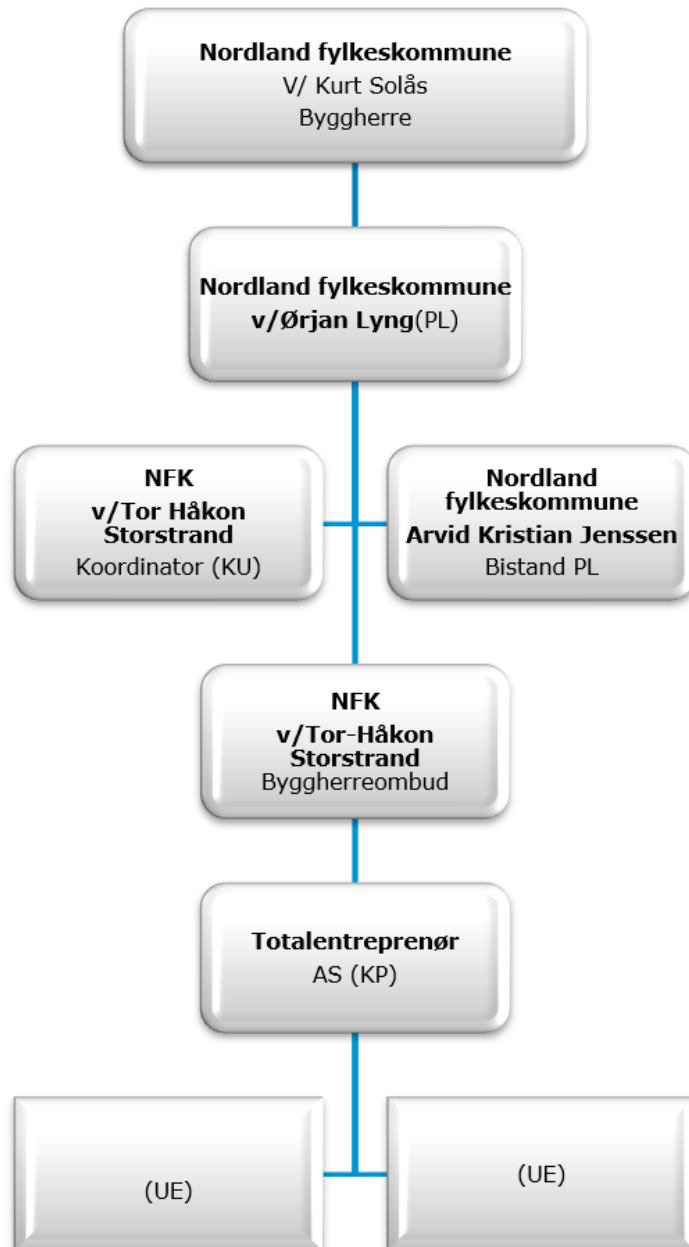 Nordland fylkeskommune
V/ Kurt Solås
Byggherre
Nordland fylkeskommune
v/Ørjan Lyng(PL)
NFK
v/Tor Håkon
Storstrand
Koordinator (KU)
Nordland
fylkeskommune
Arvid Kristian Jenssen
Bistand PL
NFK
v/Tor-Håkon
Storstrand
Byggherreombud
Totalentreprenør
AS (KP)
(UE)
(UE)